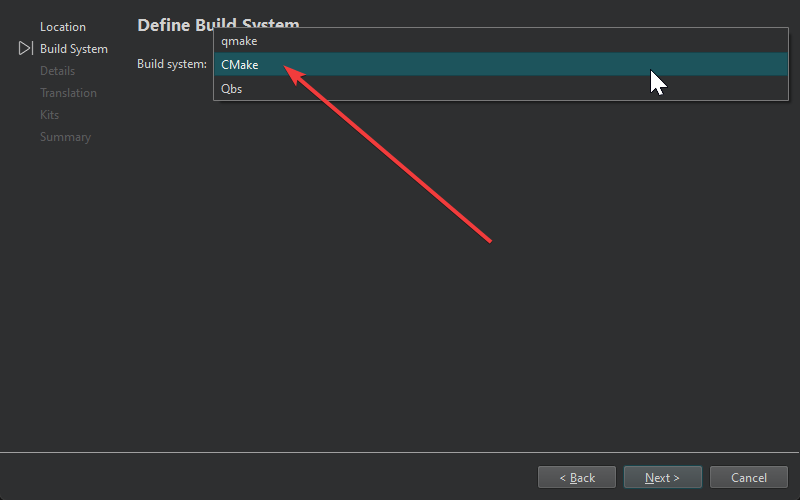 Location
Build System
Details
Translation
Kits
Summary
Define Build System
Build system:
qmake
CMake
Qbs
< Back
Next >
Cancel